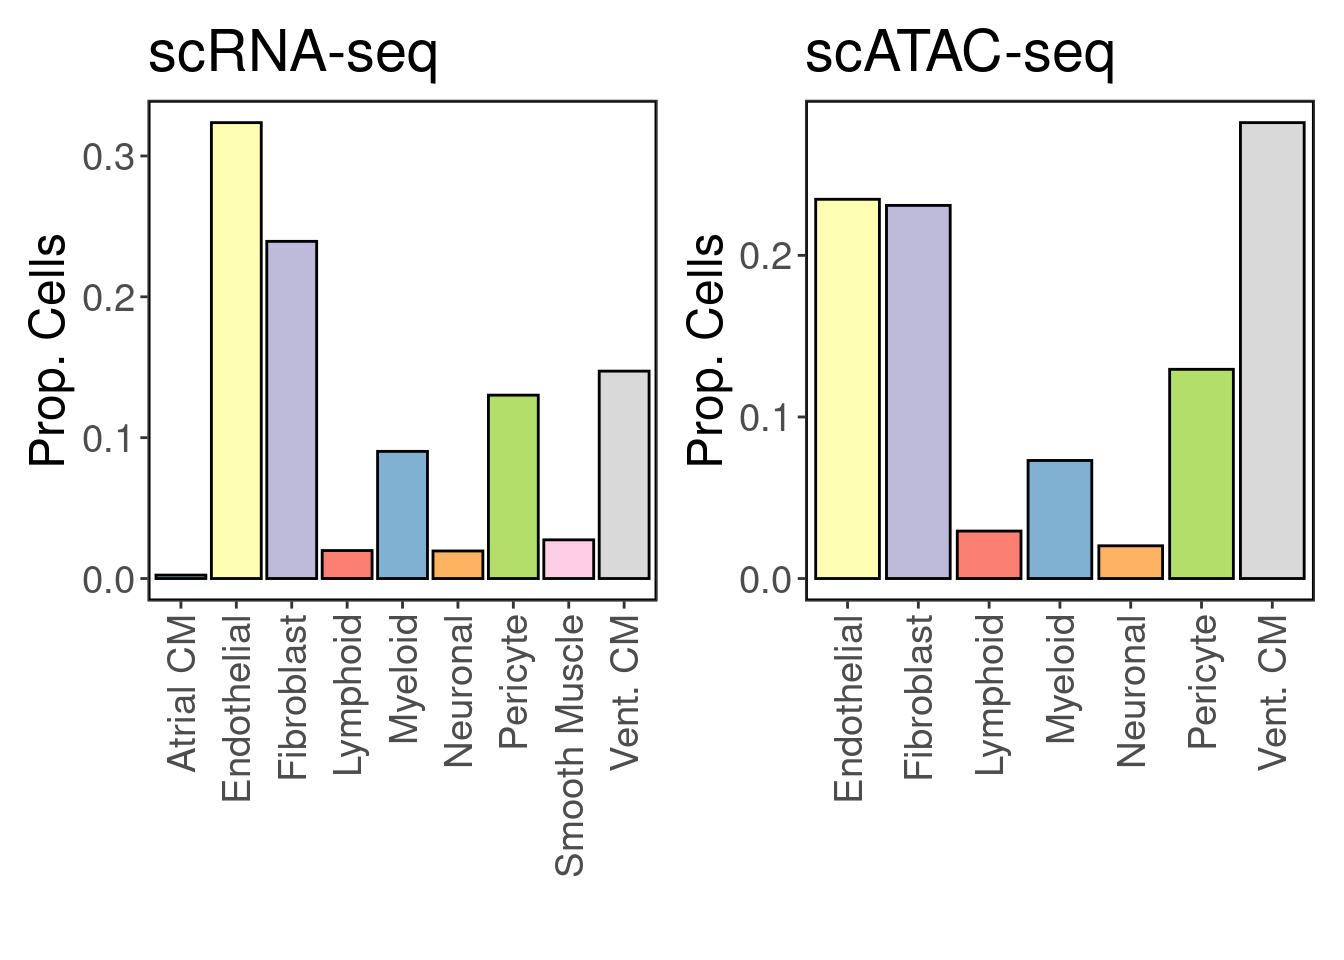 scRNA-seq
Prop. Cells
0.3
0.2
0.1
0.0
Atrial CM
Endothelial
Fibroblast
Lymphoid
Myeloid
Neuronal
Pericyte
Smooth Muscle
Vent. CM
scATAC-seq
Prop. Cells
0.2
0.1
0.0
Endothelial
Fibroblast
Lymphoid
Myeloid
Neuronal
Pericyte
Vent. CM